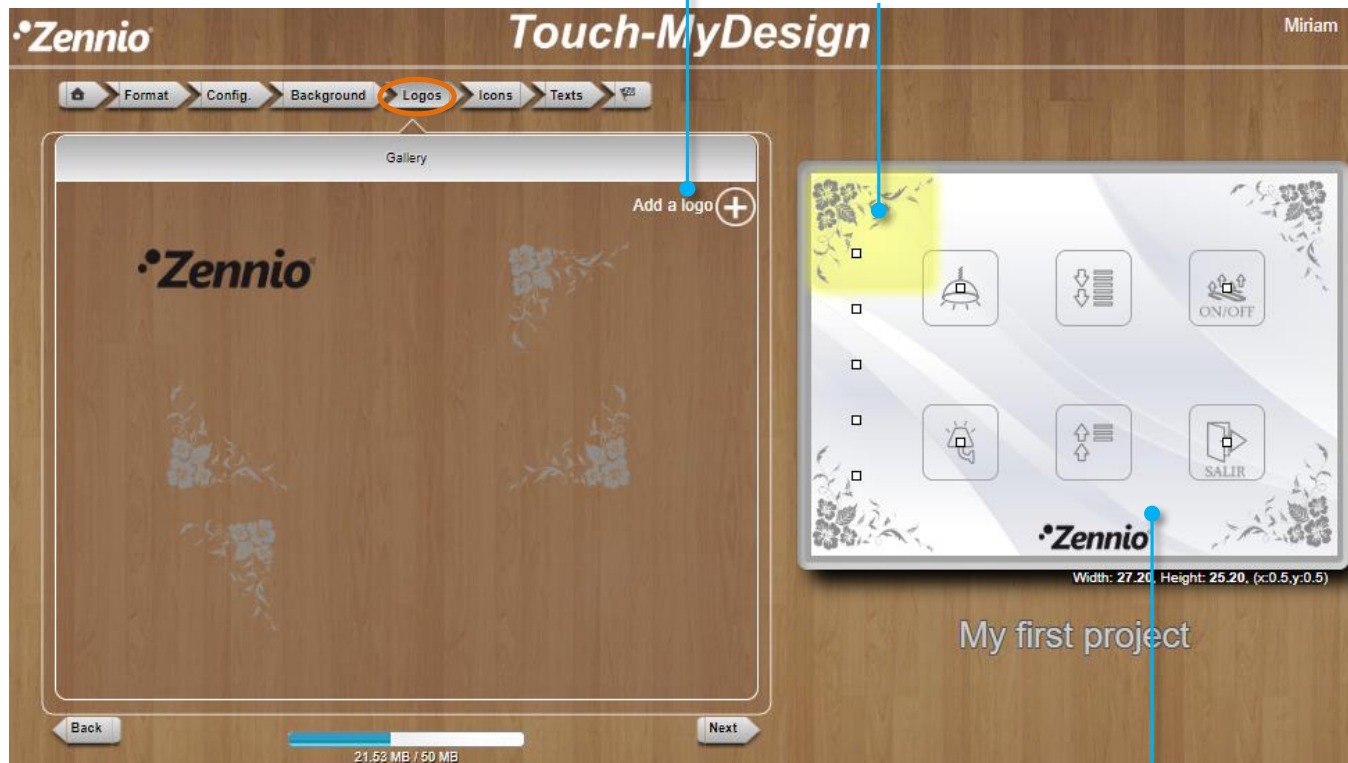 Zennio
Touch-MyDesign
Miriam
Format
Config.
Background
Logos
Icons
Texts
Gallery
Add a logo
Zennio
ON/OFF
SALIR
Zennio
Width: 27.20, Height: 25.20, (x:0.5,y:0.5)
My first project
Back
Next
21.53 MB / 50 MB